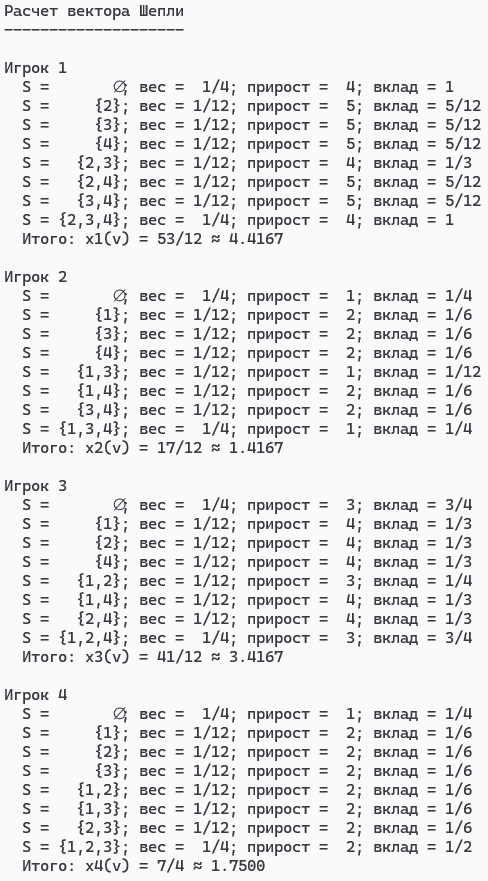 Расчет вектора Шепли
--------------------
Игрок 1
S = ∅; вес = 1/4; прирост = 4; вклад = 1
S = {2}; вес = 1/12; прирост = 5; вклад = 5/12
S = {3}; вес = 1/12; прирост = 5; вклад = 5/12
S = {4}; вес = 1/12; прирост = 5; вклад = 5/12
S = {2,3}; вес = 1/12; прирост = 4; вклад = 1/3
S = {2,4}; вес = 1/12; прирост = 5; вклад = 5/12
S = {3,4}; вес = 1/12; прирост = 5; вклад = 5/12
S = {2,3,4}; вес = 1/4; прирост = 4; вклад = 1
Итого: x1(v) = 53/12 ≈ 4.4167
Игрок 2
S = ∅; вес = 1/4; прирост = 1; вклад = 1/4
S = {1}; вес = 1/12; прирост = 2; вклад = 1/6
S = {3}; вес = 1/12; прирост = 2; вклад = 1/6
S = {4}; вес = 1/12; прирост = 2; вклад = 1/6
S = {1,3}; вес = 1/12; прирост = 1; вклад = 1/12
S = {1,4}; вес = 1/12; прирост = 2; вклад = 1/6
S = {3,4}; вес = 1/12; прирост = 2; вклад = 1/6
S = {1,3,4}; вес = 1/4; прирост = 1; вклад = 1/4
Итого: x2(v) = 17/12 ≈ 1.4167
Игрок 3
S = ∅; вес = 1/4; прирост = 3; вклад = 3/4
S = {1}; вес = 1/12; прирост = 4; вклад = 1/3
S = {2}; вес = 1/12; прирост = 4; вклад = 1/3
S = {4}; вес = 1/12; прирост = 4; вклад = 1/3
S = {1,2}; вес = 1/12; прирост = 3; вклад = 1/4
S = {1,4}; вес = 1/12; прирост = 4; вклад = 1/3
S = {2,4}; вес = 1/12; прирост = 4; вклад = 1/3
S = {1,2,4}; вес = 1/4; прирост = 3; вклад = 3/4
Итого: x3(v) = 41/12 ≈ 3.4167
Игрок 4
S = ∅; вес = 1/4; прирост = 1; вклад = 1/4
S = {1}; вес = 1/12; прирост = 2; вклад = 1/6
S = {2}; вес = 1/12; прирост = 2; вклад = 1/6
S = {3}; вес = 1/12; прирост = 2; вклад = 1/6
S = {1,2}; вес = 1/12; прирост = 2; вклад = 1/6
S = {1,3}; вес = 1/12; прирост = 2; вклад = 1/6
S = {2,3}; вес = 1/12; прирост = 2; вклад = 1/6
S = {1,2,3}; вес = 1/4; прирост = 2; вклад = 1/2
Итого: x4(v) = 7/4 ≈ 1.7500